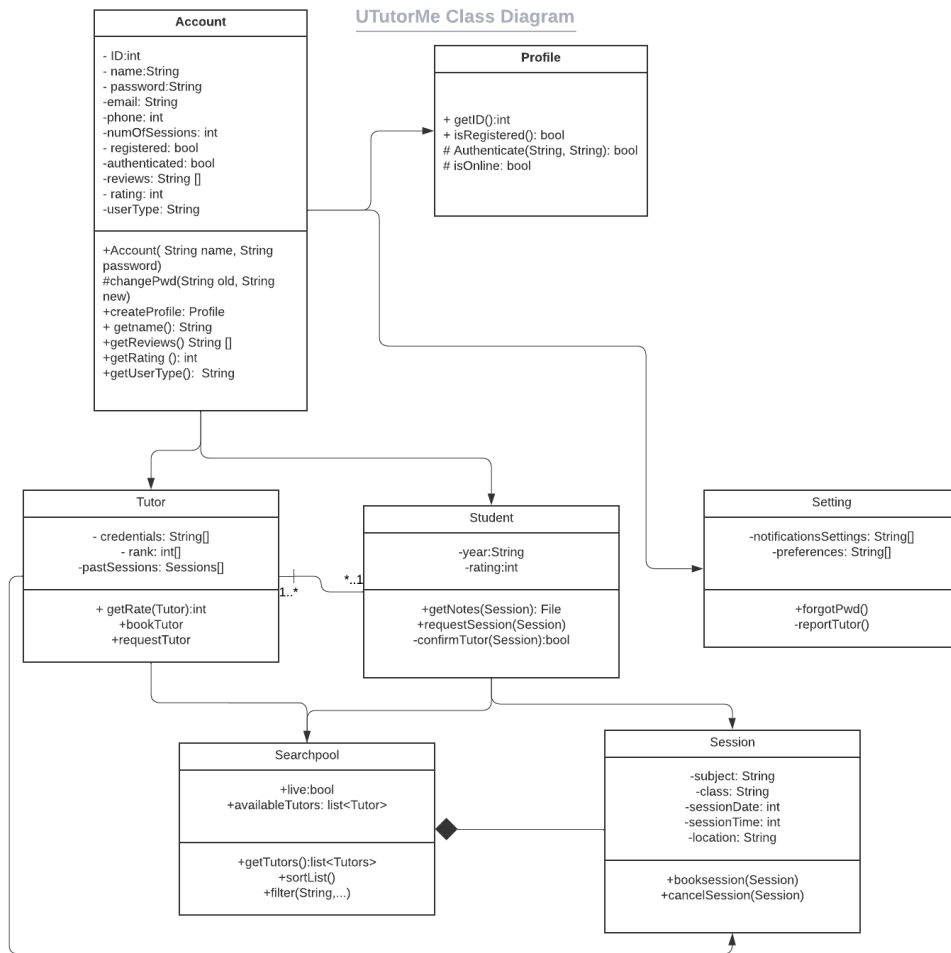 UTutorMe Class Diagram
Account
- ID:int
- name:String
- password:String
-email: String
-phone: int
-numOfSessions: int
- registered: bool
-authenticated: bool
-reviews: String []
- rating: int
-userType: String
+Account( String name, String
password)
#changePwd(String old, String
new)
+createProfile: Profile
+ getname(): String
+getReviews() String []
+getRating (): int
+getUserType():  String
Profile
+ getID():int
+ isRegistered(): bool
# Authenticate(String, String): bool
# isOnline: bool
Tutor
- credentials: String[]
- rank: int[]
-pastSessions: Sessions[]
+ getRate(Tutor):int
+bookTutor
+requestTutor
1..*
*..1
Student
-year:String
-rating:int
+getNotes(Session): File
+requestSession(Session)
-confirmTutor(Session):bool
Setting
-notificationsSettings: String[]
-preferences: String[]
+forgotPwd()
-reportTutor()
Searchpool
+live:bool
+availableTutors: list<Tutor>
+getTutors():list<Tutors>
+sortList()
+filter(String,...)
Session
-subject: String
-class: String
-sessionDate: int
-sessionTime: int
-location: String
+booksession(Session)
+cancelSession(Session)